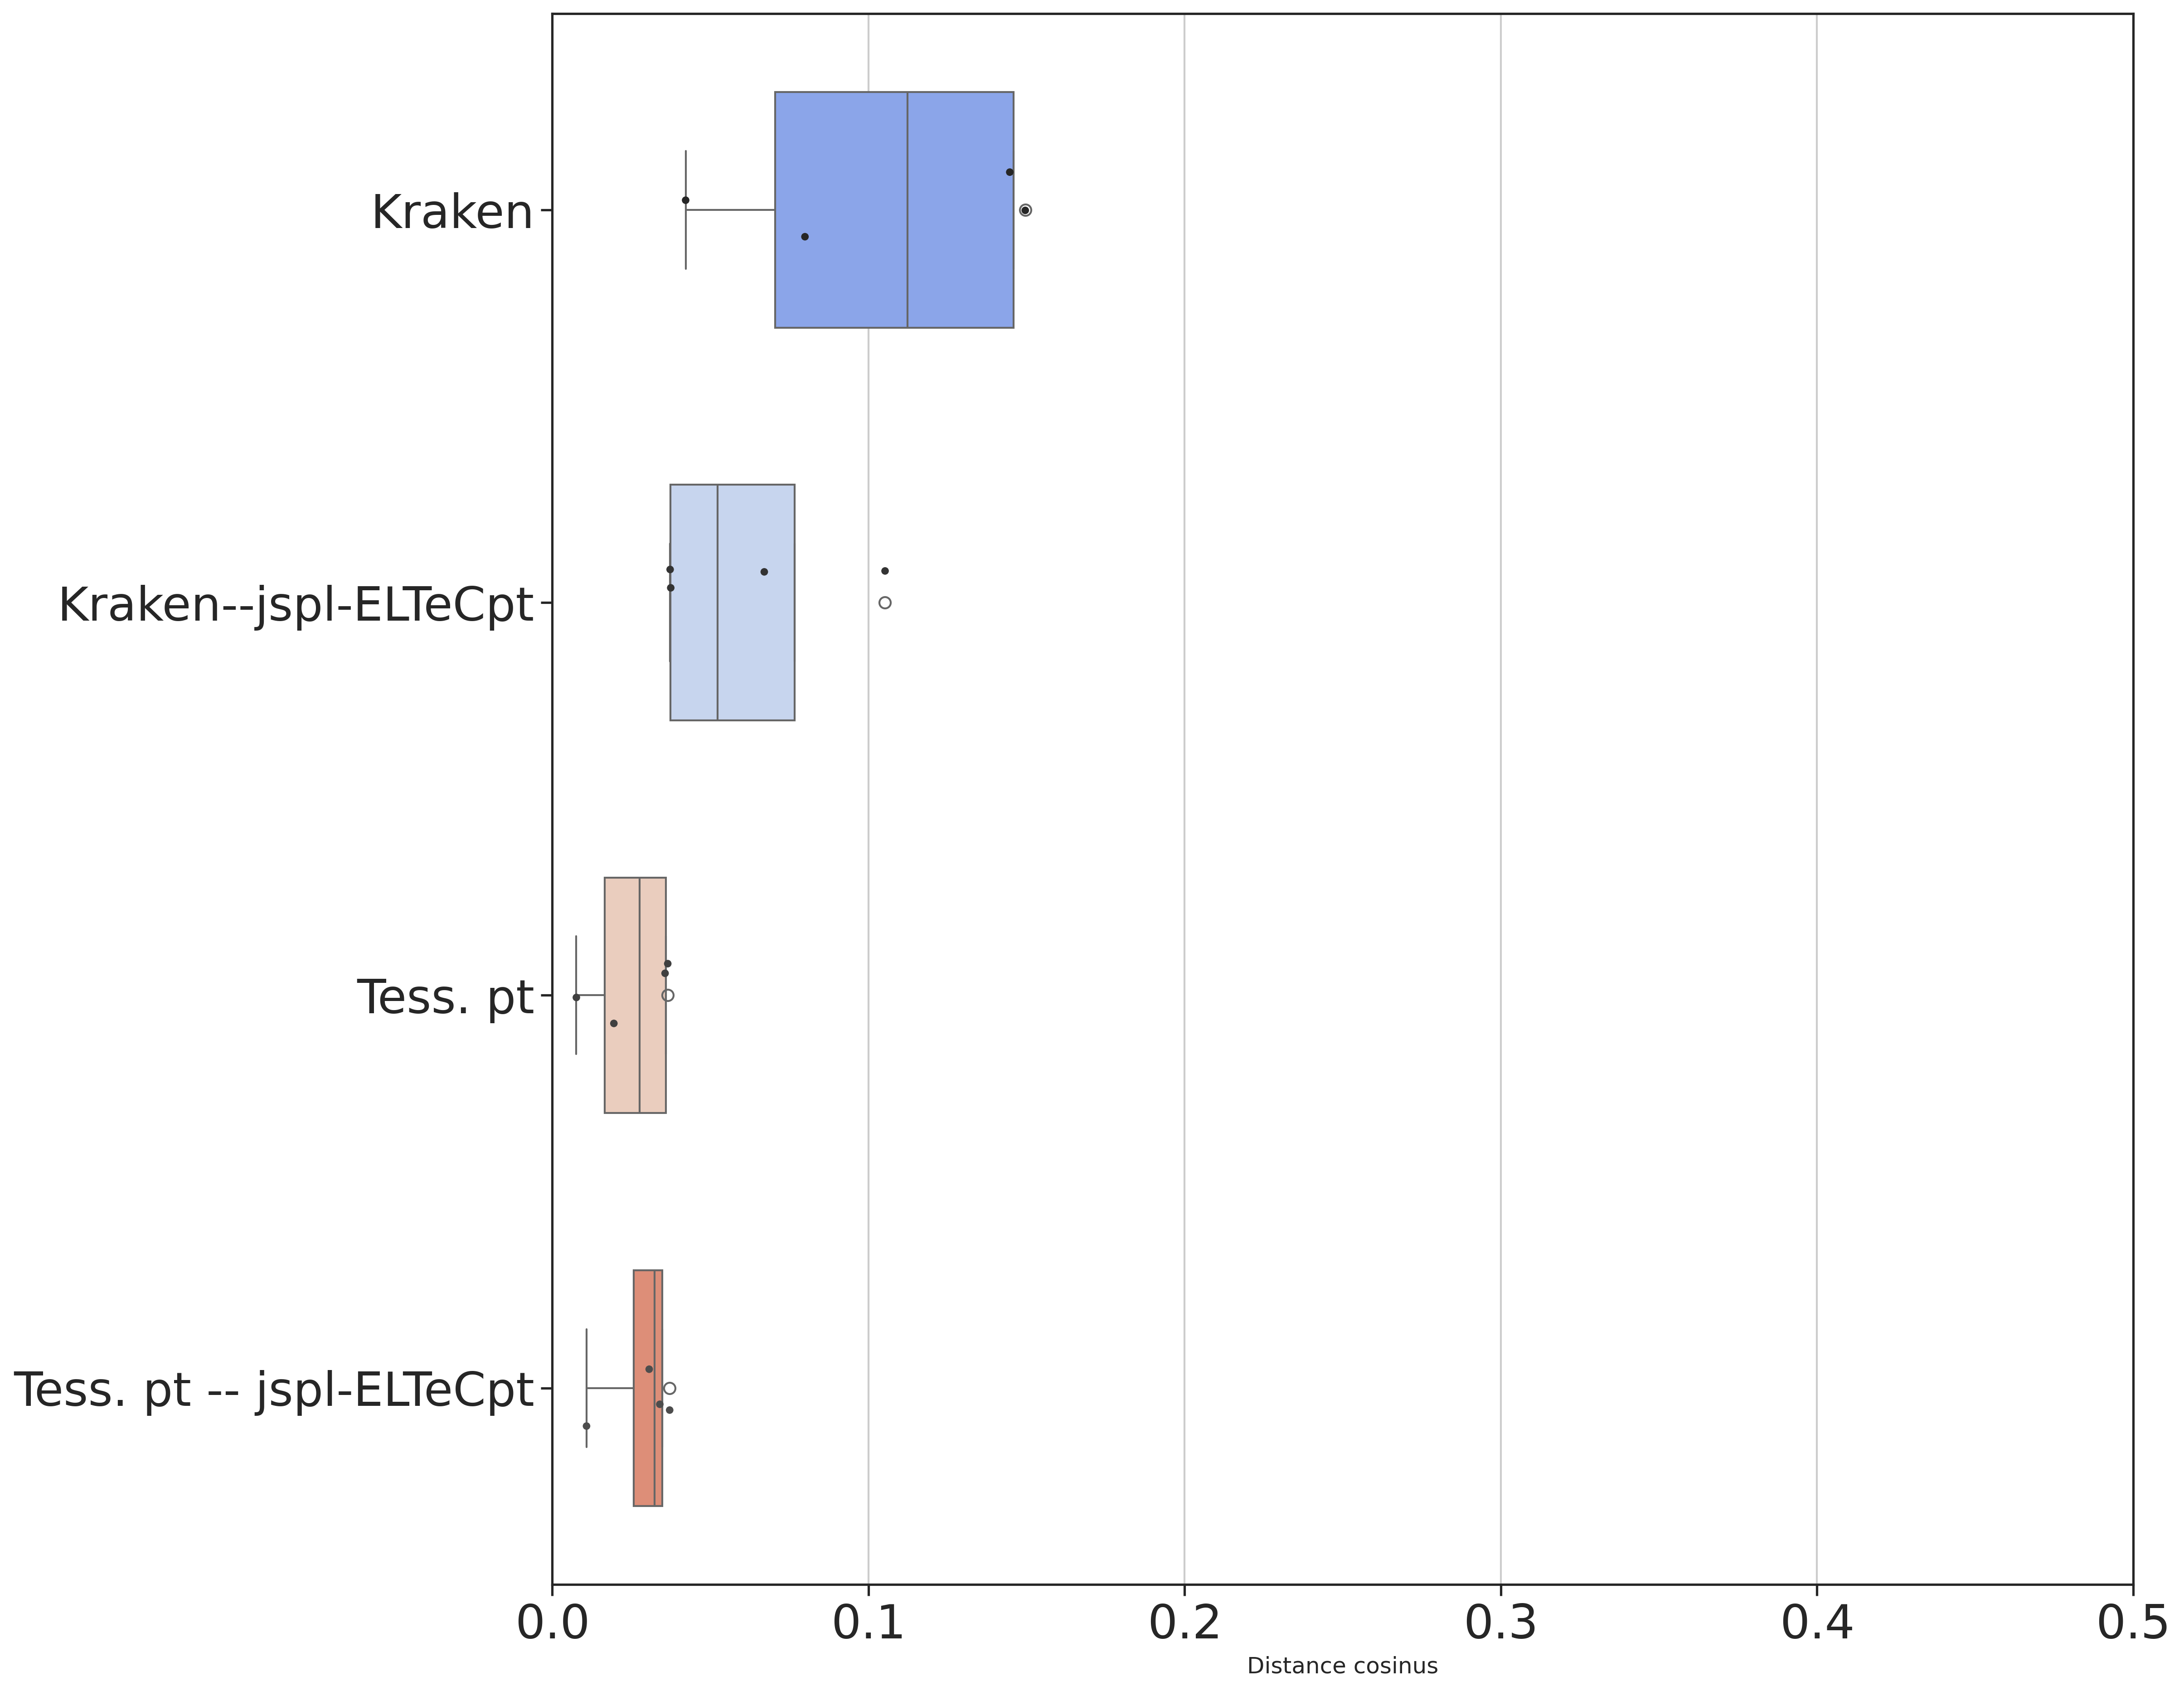 Kraken
Kraken--jspl-ELTeCpt
Tess. pt
Tess. pt -- jspl-ELTeCpt
0.0 0.1 0.2 0.3 0.4 0.5
Distance cosinus